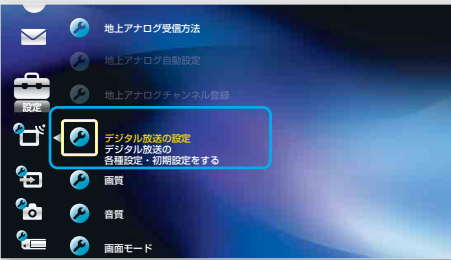 地上アナログ受信方法
地上アナログ自動設定
地上アナログチャンネル登録
設定
デジタル放送の設定
デジタル放送の
各種設定・初期設定をする
画質
音質
画面モード